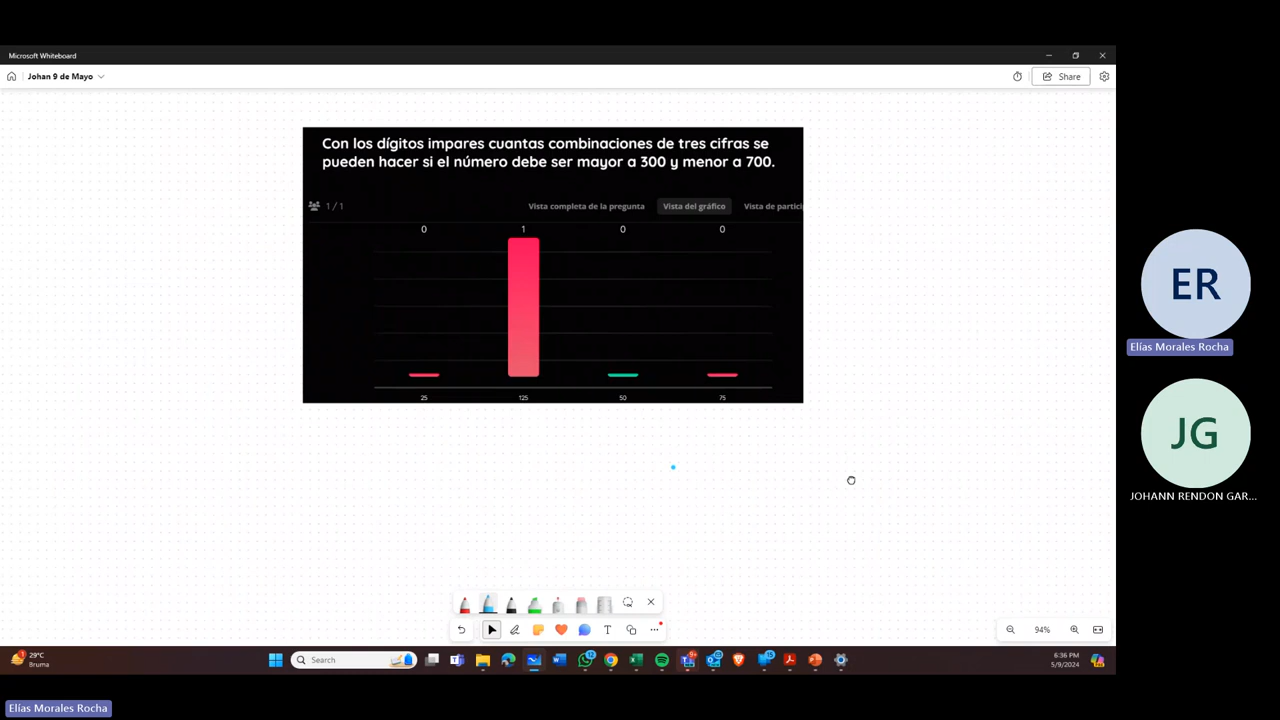 Microsoft Whiteboard
Johan 9 de Mayo
Share
Con los dígitos impares cuantas combinaciones de tres cifras se
pueden hacer si el número debe ser mayor a 300 y menor a 700.
1 / 1
Vista completa de la pregunta
Vista del gráfico
Vista de partici
0 1 0 0
25 125 50 75
ER
Elías Morales Rocha
JG
JOHANN RENDON GAR...
94%
29°C
Bruma
Search
6:36 PM
5/9/2024
Elías Morales Rocha